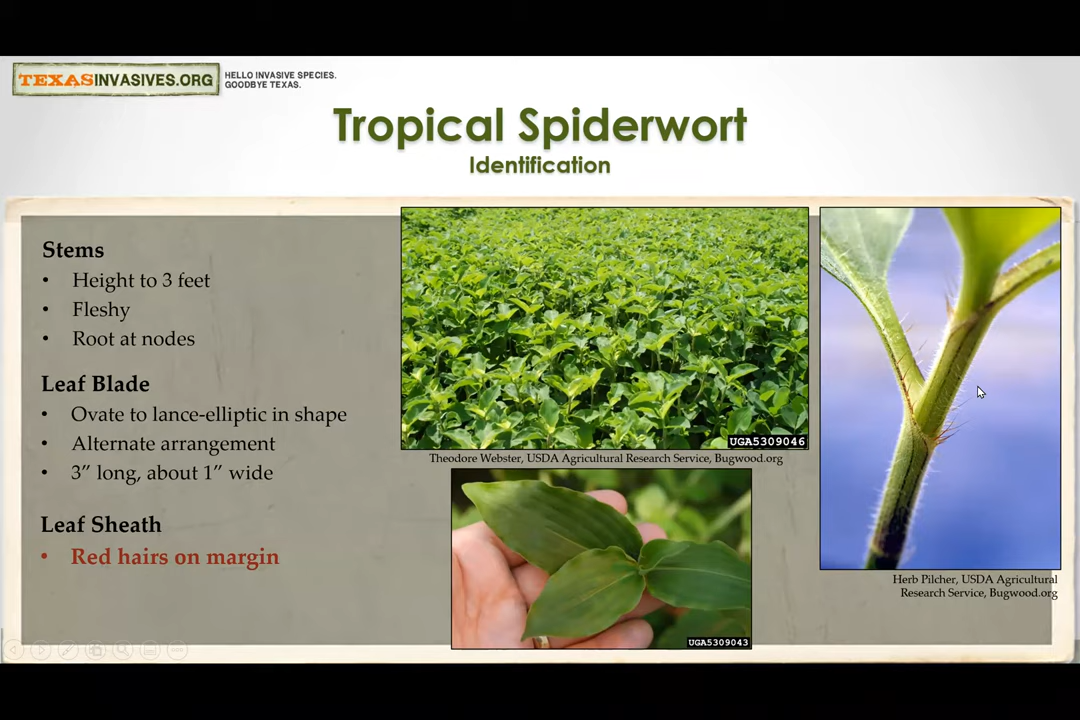 TEXASINVASIVES.ORG
HELLO INVASIVE SPECIES.
GOODBYE TEXAS.
Tropical Spiderwort
Identification
Stems
• Height to 3 feet
• Fleshy
• Root at nodes
Leaf Blade
• Ovate to lance-elliptic in shape
• Alternate arrangement
• 3” long, about 1” wide
Leaf Sheath
• Red hairs on margin
UGA5309046
Theodore Webster, USDA Agricultural Research Service, Bugwood.org
UGA5309043
Herb Pilcher, USDA Agricultural
Research Service, Bugwood.org